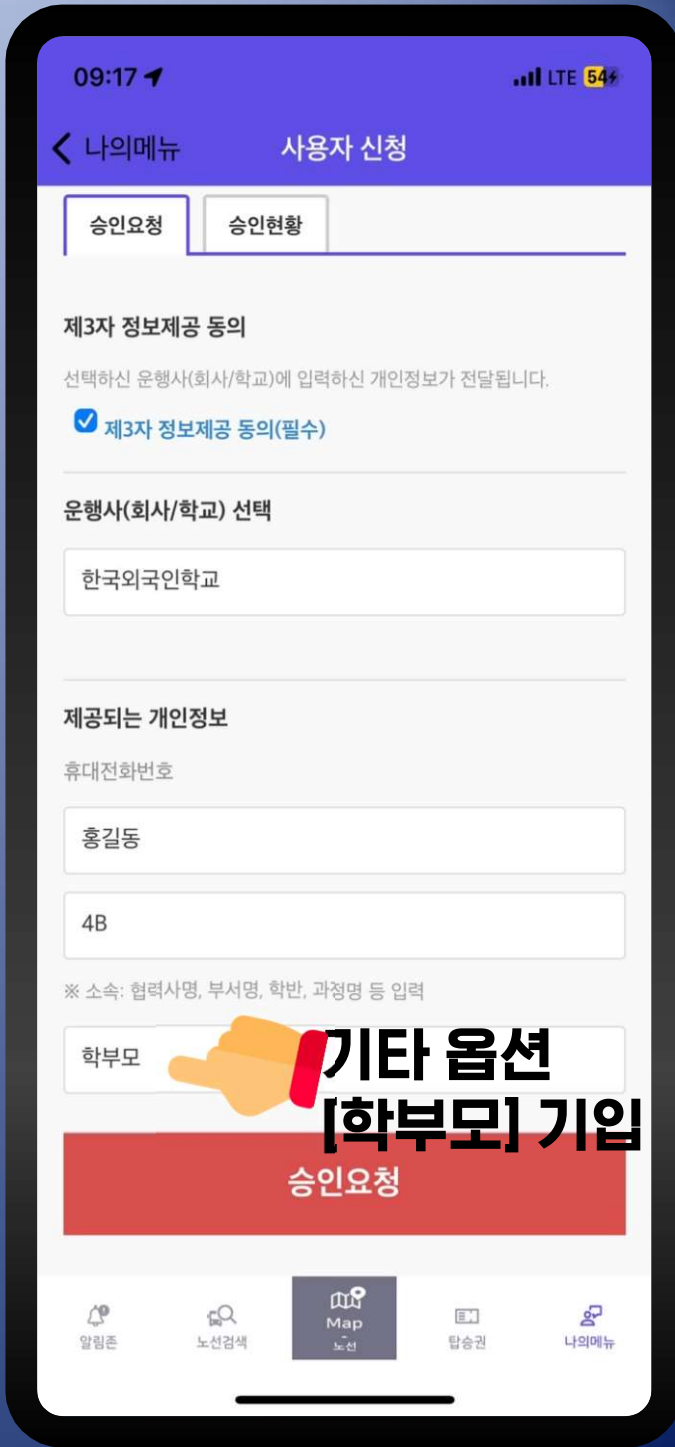 09:17
LTE 54
나의메뉴
사용자 신청
승인요청
승인현황
제3자 정보제공 동의
선택하신 운행사(회사/학교)에 입력하신 개인정보가 전달됩니다.
제3자 정보제공 동의(필수)
운행사(회사/학교) 선택
한국외국인학교
제공되는 개인정보
휴대전화번호
홍길동
4B
※ 소속: 협력사명, 부서명, 학반, 과정명 등 입력
학부모
기타 옵션
[학부모] 기입
승인요청
알림존
노선검색
Map
-
노선
탑승권
나의메뉴